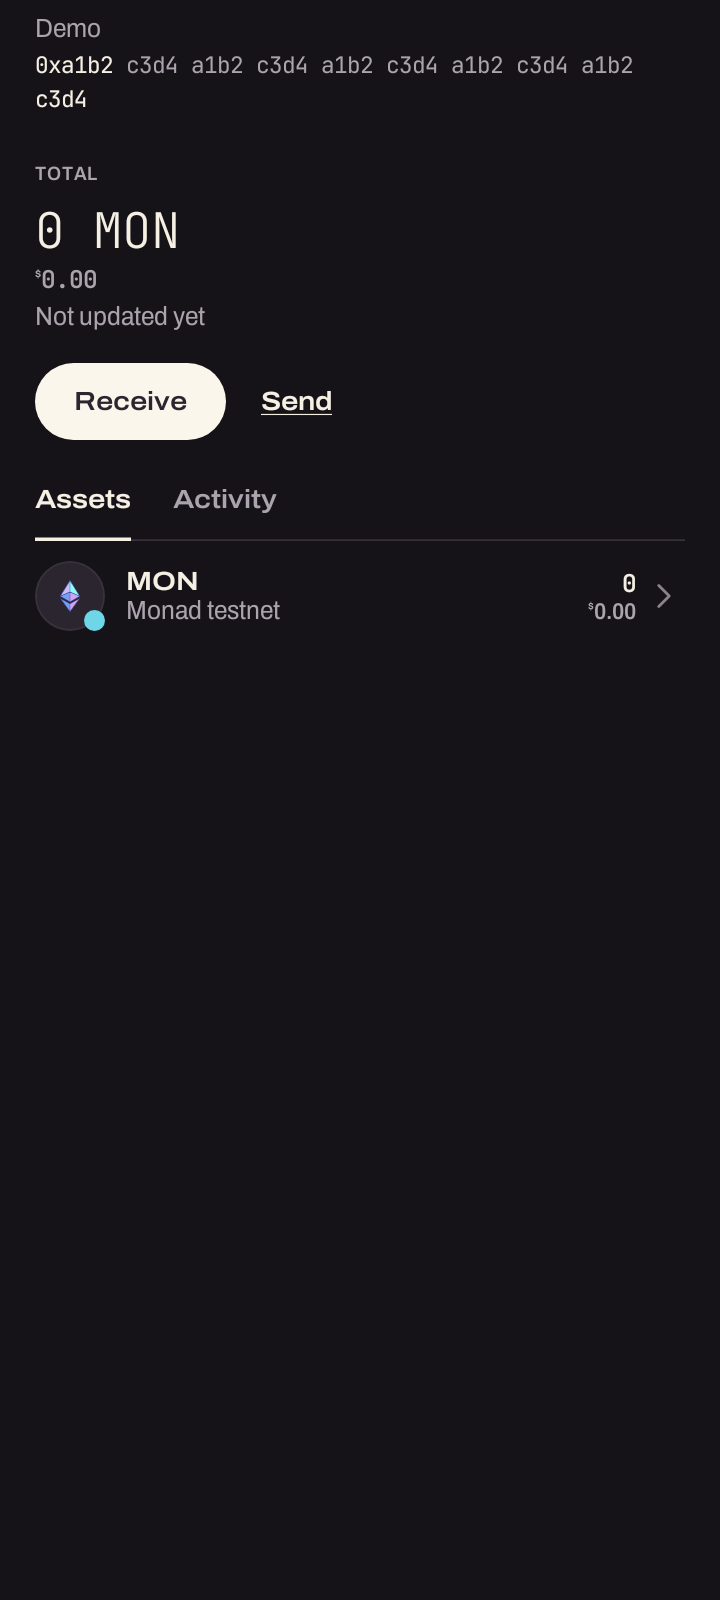 Demo
0xa1b2 c3d4 a1b2 c3d4 a1b2 c3d4 a1b2 c3d4 a1b2
c3d4
TOTAL
0 MON
$0.00
Not updated yet
Receive Send
Assets Activity
MON 0
Monad testnet $0.00